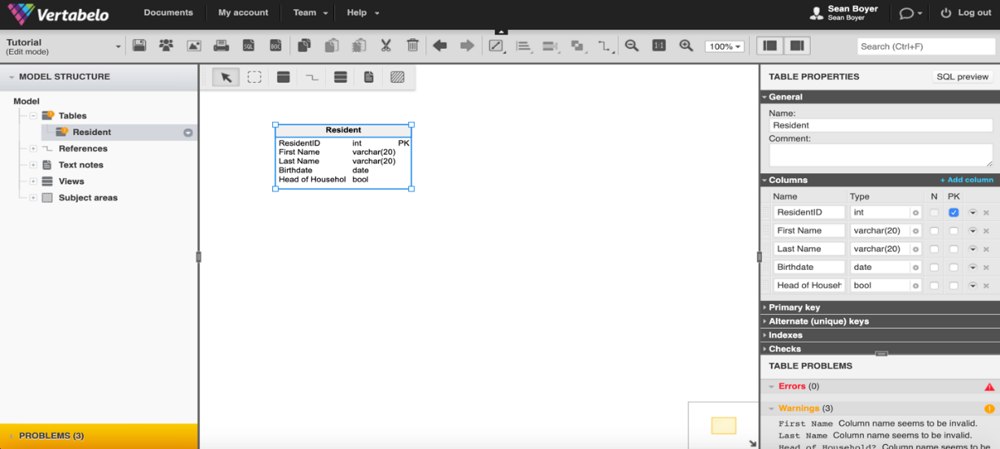 Vertabelo
Documents
My account
Team
Help
Sean Boyer
Sean Boyer
Log out
Tutorial
(Edit mode)
SQL
DOC
1:1
100%
Search (Ctrl+F)
MODEL STRUCTURE
Model
Tables
Resident
References
Text notes
Views
Subject areas
PROBLEMS (3)
Resident
ResidentID int PK
First Name varchar(20)
Last Name varchar(20)
Birthdate date
Head of Househol bool
TABLE PROPERTIES
SQL preview
General
Name:
Resident
Comment:
Columns
+ Add column
Name Type N PK
ResidentID int
First Name varchar(20)
Last Name varchar(20)
Birthdate date
Head of Househ bool
Primary key
Alternate (unique) keys
Indexes
Checks
TABLE PROBLEMS
Errors (0)
Warnings (3)
First Name Column name seems to be invalid.
Last Name Column name seems to be invalid.
Head of Household? Column name seems to be